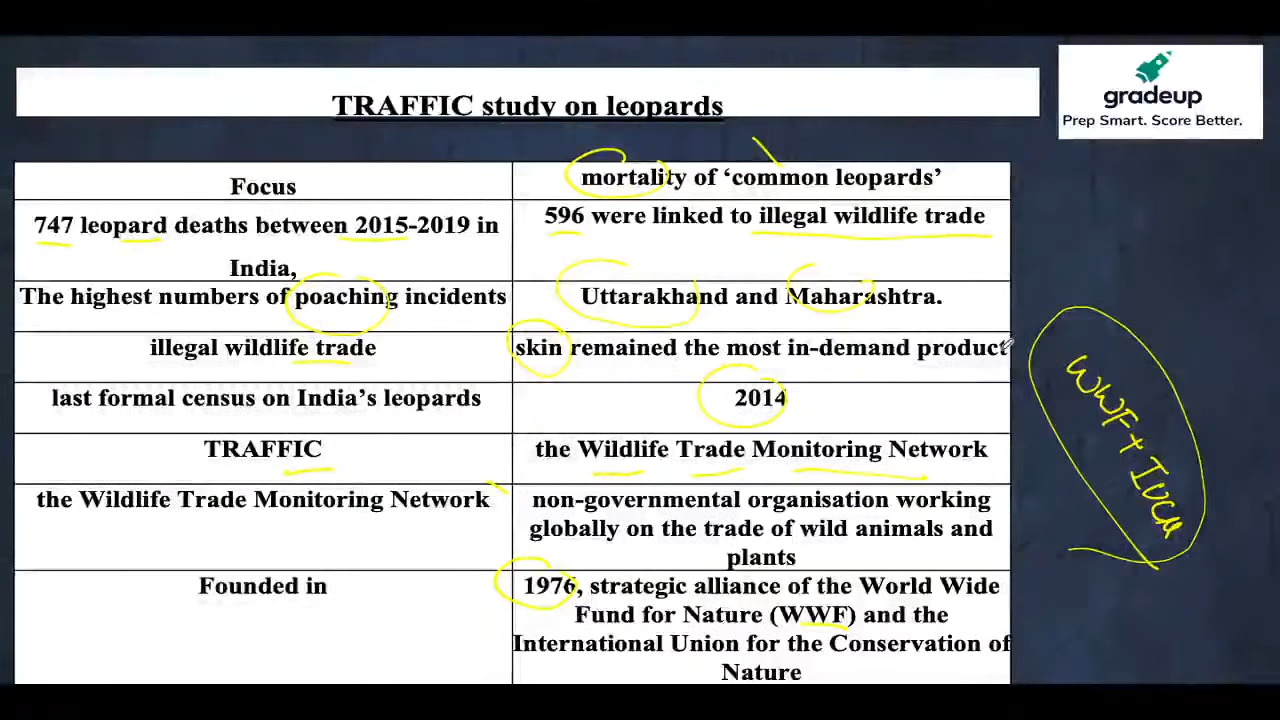 TRAFFIC study on leopards
gradeup
Prep Smart. Score Better.
Focus
mortality of ‘common leopards’
747 leopard deaths between 2015-2019 in
India,
596 were linked to illegal wildlife trade
The highest numbers of poaching incidents
Uttarakhand and Maharashtra.
illegal wildlife trade
skin remained the most in-demand product
last formal census on India’s leopards
2014
TRAFFIC
the Wildlife Trade Monitoring Network
the Wildlife Trade Monitoring Network
non-governmental organisation working
globally on the trade of wild animals and
plants
Founded in
1976, strategic alliance of the World Wide
Fund for Nature (WWF) and the
International Union for the Conservation of
Nature
WWF + IUCN